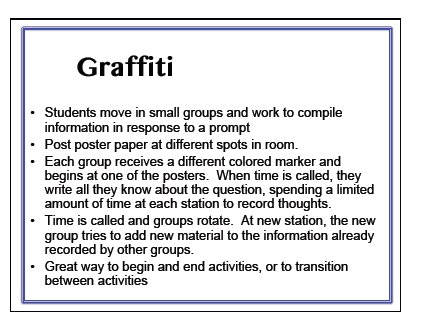 Graffiti
• Students move in small groups and work to compile
information in response to a prompt
• Post poster paper at different spots in room.
• Each group receives a different colored marker and
begins at one of the posters.  When time is called, they
write all they know about the question, spending a limited
amount of time at each station to record thoughts.
• Time is called and groups rotate.  At new station, the new
group tries to add new material to the information already
recorded by other groups.
• Great way to begin and end activities, or to transition
between activities